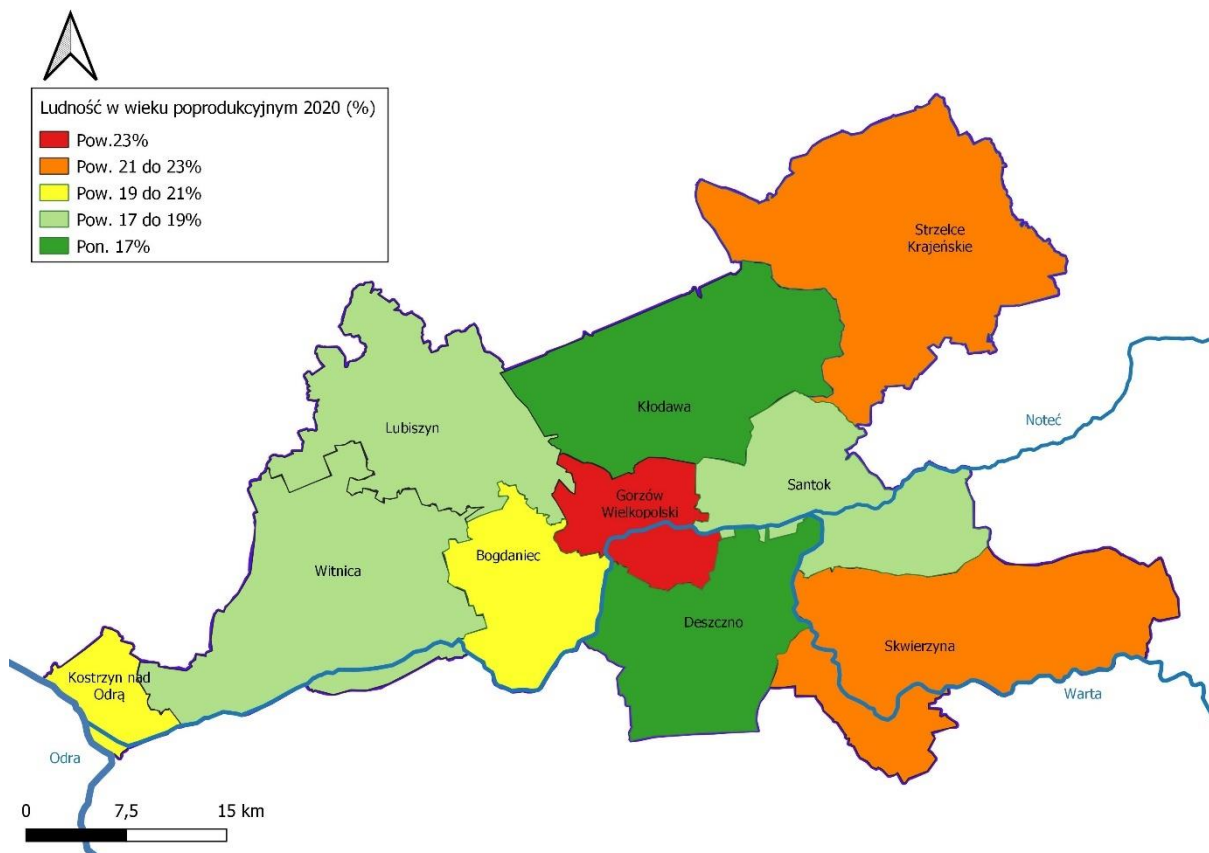 Ludność w wieku poprodukcyjnym 2020 (%)
Pow.23%
Pow. 21 do 23%
Pow. 19 do 21%
Pow. 17 do 19%
Pon. 17%
Strzelce
Krajeńskie
Kłodawa
Noteć
Lubiszyn
Santok
Gorzów
Wielkopolski
Bogdaniec
Witnica
Deszczno
Skwierzyna
Kostrzyn nad
Odrą
Warta
Odra
0 7,5 15 km